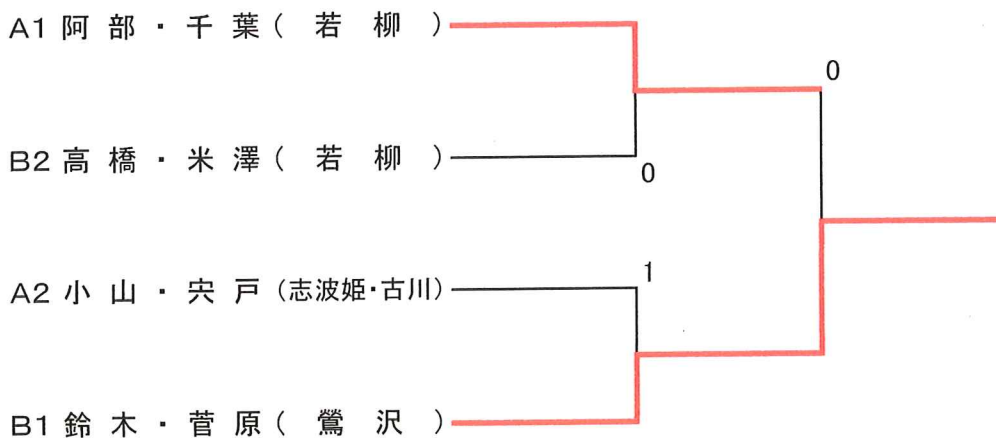 A1 阿部・千葉(若柳)
0
B2 高橋・米澤(若柳)
0
A2 小山・宍戸(志波姫・古川)
1
B1 鈴木・菅原(鶯沢)